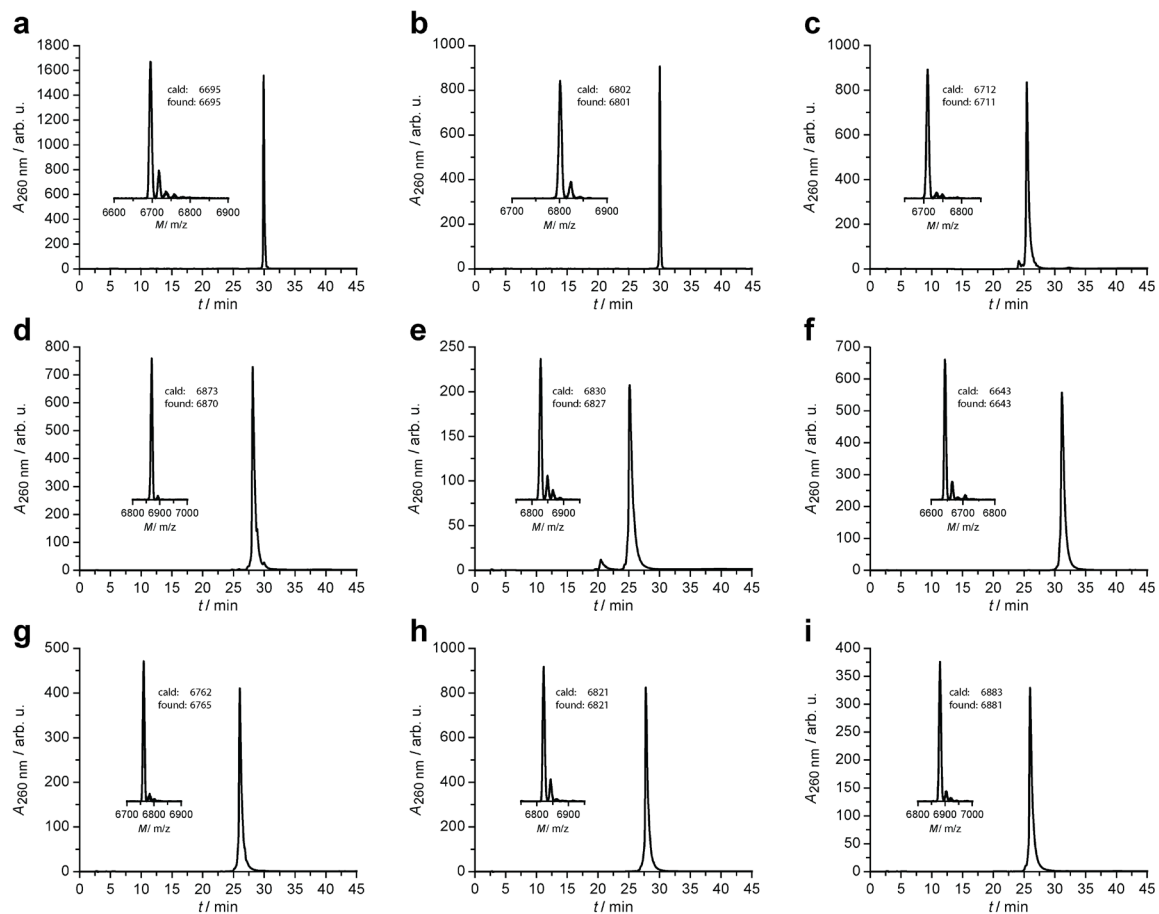 a
1800
1600
1400
1200
1000
800
600
400
200
0
A260 nm / arb. u.
cald: 6695
found: 6695
6600 6700 6800 6900
M/ m/z
0 5 10 15 20 25 30 35 40 45
t / min
b
1000
800
600
400
200
0
A260 nm / arb. u.
cald: 6802
found: 6801
6700 6800 6900
M/ m/z
0 5 10 15 20 25 30 35 40 45
t / min
c
1000
800
600
400
200
0
A260 nm / arb. u.
cald: 6712
found: 6711
6700 6800
M/ m/z
0 5 10 15 20 25 30 35 40 45
t / min
d
800
700
600
500
400
300
200
100
0
A260 nm / arb. u.
cald: 6873
found: 6870
6800 6900 7000
M/ m/z
0 5 10 15 20 25 30 35 40 45
t / min
e
250
200
150
100
50
0
A260 nm / arb. u.
cald: 6830
found: 6827
6800 6900
M/ m/z
0 5 10 15 20 25 30 35 40 45
t / min
f
700
600
500
400
300
200
100
0
A260 nm / arb. u.
cald: 6643
found: 6643
6600 6700 6800
M/ m/z
0 5 10 15 20 25 30 35 40 45
t / min
g
500
400
300
200
100
0
A260 nm / arb. u.
cald: 6762
found: 6765
6700 6800 6900
M/ m/z
0 5 10 15 20 25 30 35 40 45
t / min
h
1000
800
600
400
200
0
A260 nm / arb. u.
cald: 6821
found: 6821
6800 6900
M/ m/z
0 5 10 15 20 25 30 35 40 45
t / min
i
400
350
300
250
200
150
100
50
0
A260 nm / arb. u.
cald: 6883
found: 6881
6800 6900 7000
M/ m/z
0 5 10 15 20 25 30 35 40 45
t / min